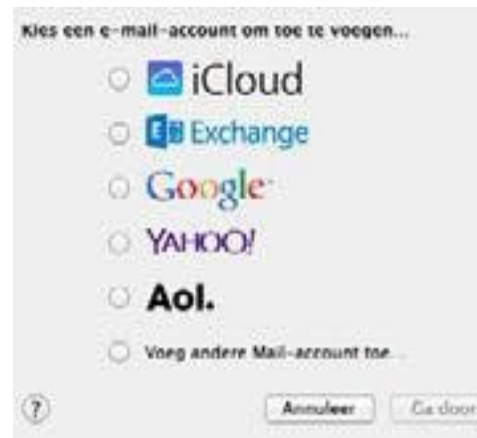 Kies een e-mail-account om toe te voegen...
iCloud
E Exchange
Google
YAHOO!
Aol.
Voeg andere Mail-account toe...
? Annuleer Ga door